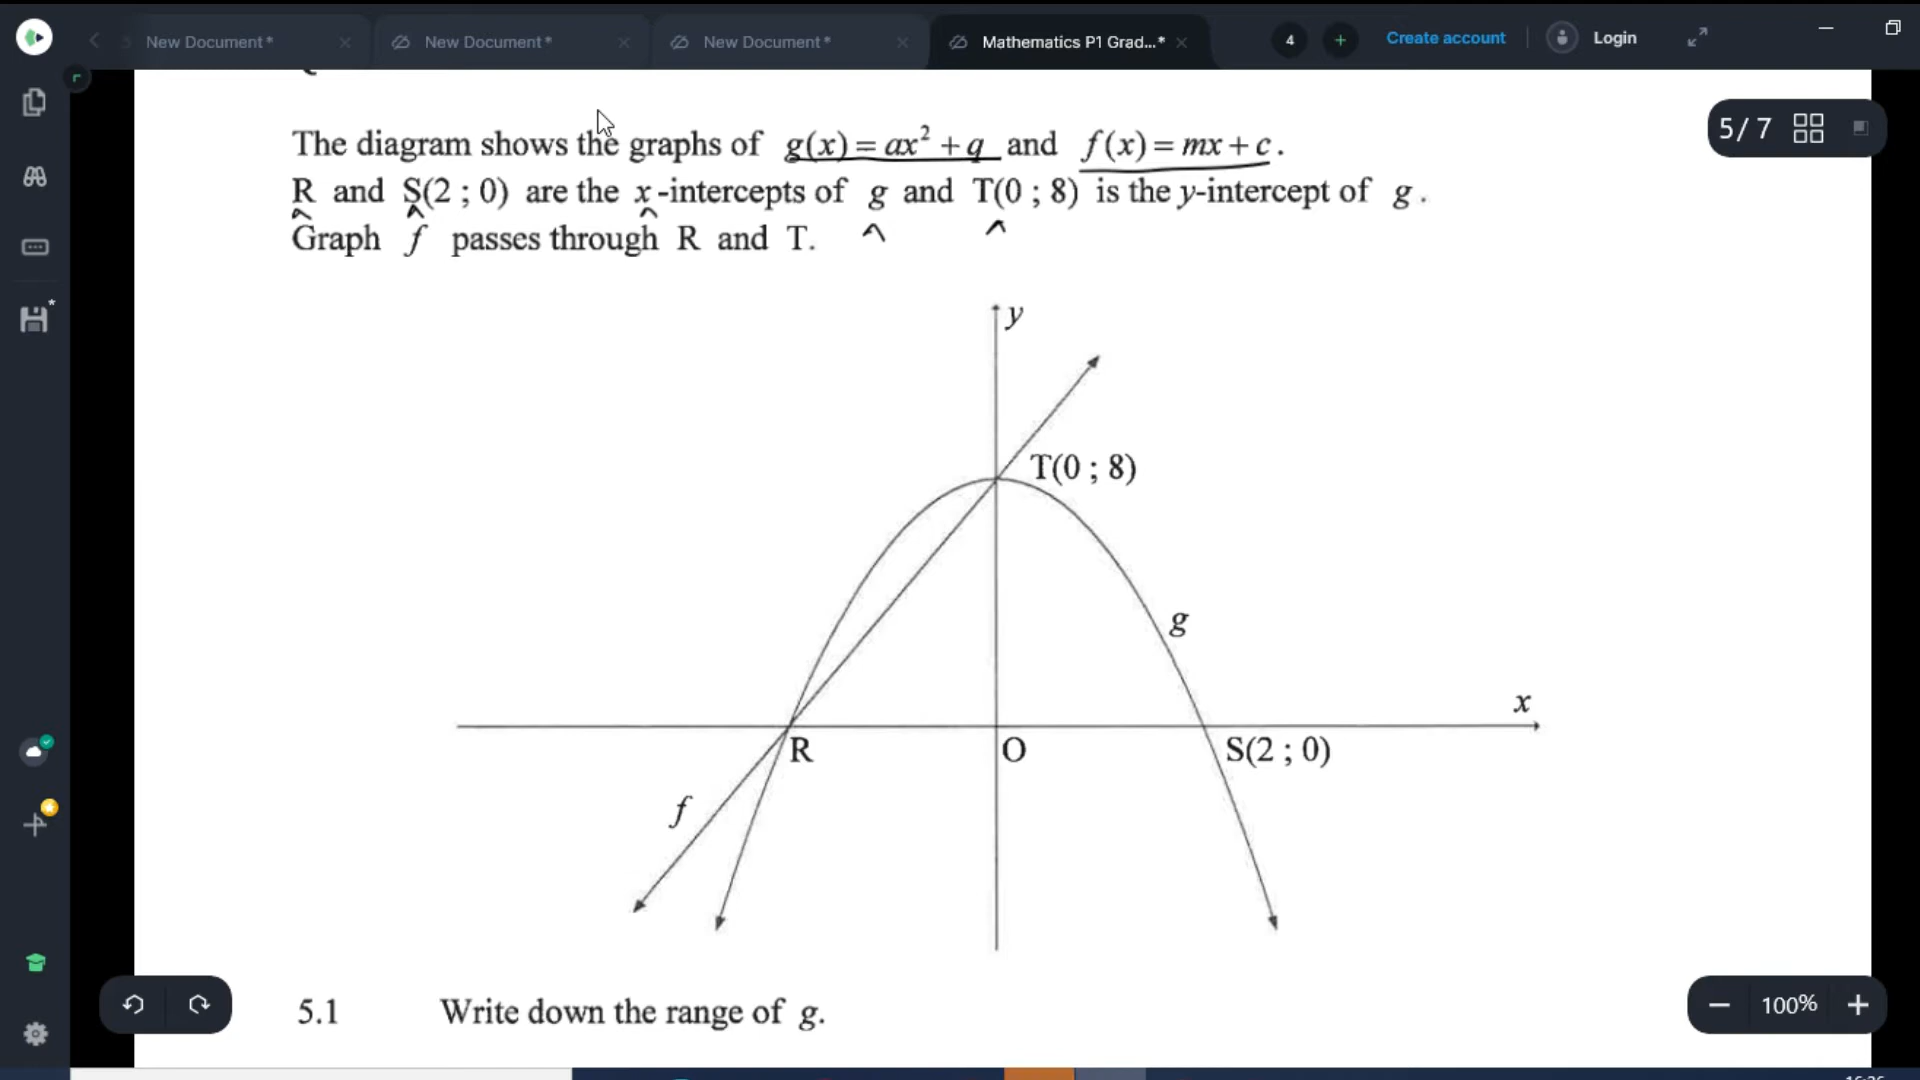 New Document*
New Document*
New Document*
Mathematics P1 Grad...*
4
Create account
Login
5/7
The diagram shows the graphs of g(x) = ax² + q and f(x) = mx + c.
R and S(2 ; 0) are the x-intercepts of g and T(0 ; 8) is the y-intercept of g.
Graph f passes through R and T.
y
T(0 ; 8)
g
x
R
O
S(2 ; 0)
f
5.1 Write down the range of g.
100%